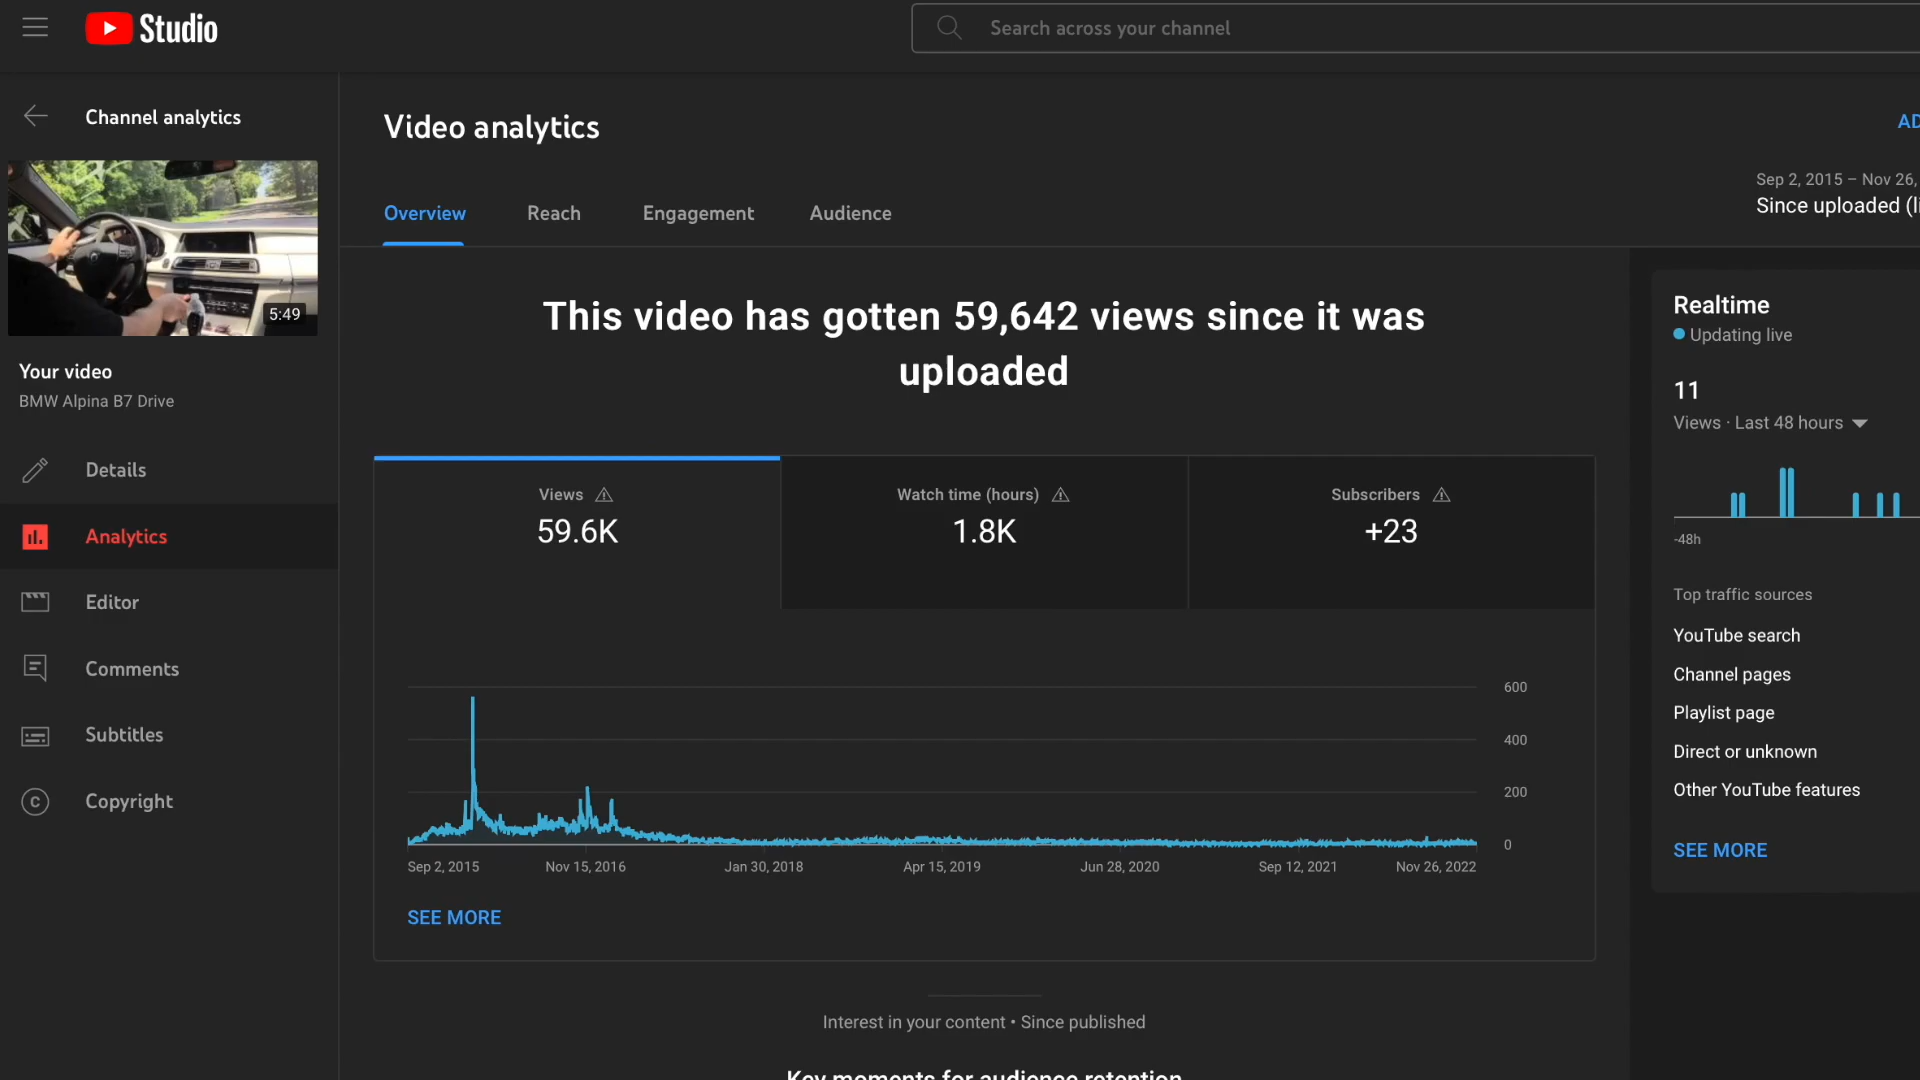 Studio
Search across your channel
Channel analytics
5:49
Your video
BMW Alpina B7 Drive
Details
Analytics
Editor
Comments
Subtitles
Copyright
Video analytics
Sep 2, 2015 – Nov 26,
Since uploaded
Overview
Reach
Engagement
Audience
This video has gotten 59,642 views since it was
uploaded
Views
59.6K
Watch time (hours)
1.8K
Subscribers
+23
600
400
200
0
Sep 2, 2015
Nov 15, 2016
Jan 30, 2018
Apr 15, 2019
Jun 28, 2020
Sep 12, 2021
Nov 26, 2022
SEE MORE
Interest in your content • Since published
Key moments for audience retention
Realtime
Updating live
11
Views · Last 48 hours
-48h
Top traffic sources
YouTube search
Channel pages
Playlist page
Direct or unknown
Other YouTube features
SEE MORE